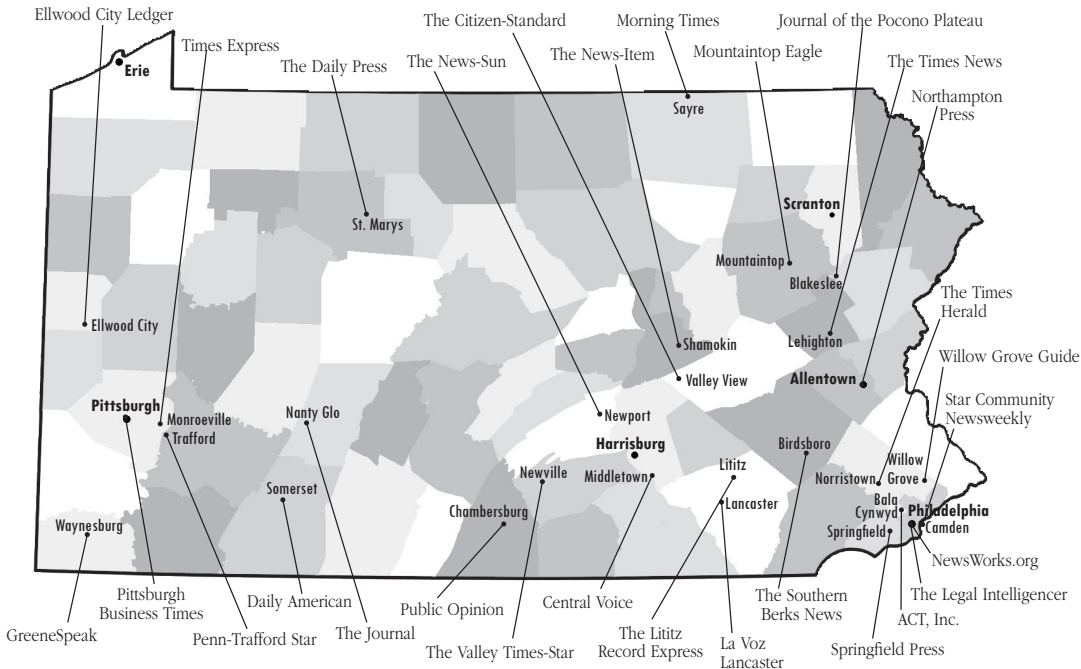 Ellwood City Ledger
The Citizen-Standard
Morning Times
Journal of the Pocono Plateau
Times Express
The News-Item
Mountaintop Eagle
The Daily Press
The News-Sun
The Times News
Erie
Northampton
Press
Sayre
Scranton
St. Marys
Mountaintop
Blakeslee
The Times
Herald
Ellwood City
Lehighton
Shamokin
Willow Grove Guide
Valley View
Allentown
Star Community
Newsweekly
Pittsburgh
Monroeville
Trafford
Nanty Glo
Newport
Harrisburg
Birdsboro
Willow
Grove
Newville
Middletown
Lititz
Norristown
Somerset
Lancaster
Bala
Cynwyd
Philadelphia
Chambersburg
Camden
Waynesburg
Springfield
NewsWorks.org
Pittsburgh
Business Times
Daily American
Public Opinion
Central Voice
The Southern
Berks News
The Legal Intelligencer
GreeneSpeak
Penn-Trafford Star
The Journal
The Valley Times-Star
The Lititz
Record Express
La Voz
Lancaster
ACT, Inc.
Springfield Press